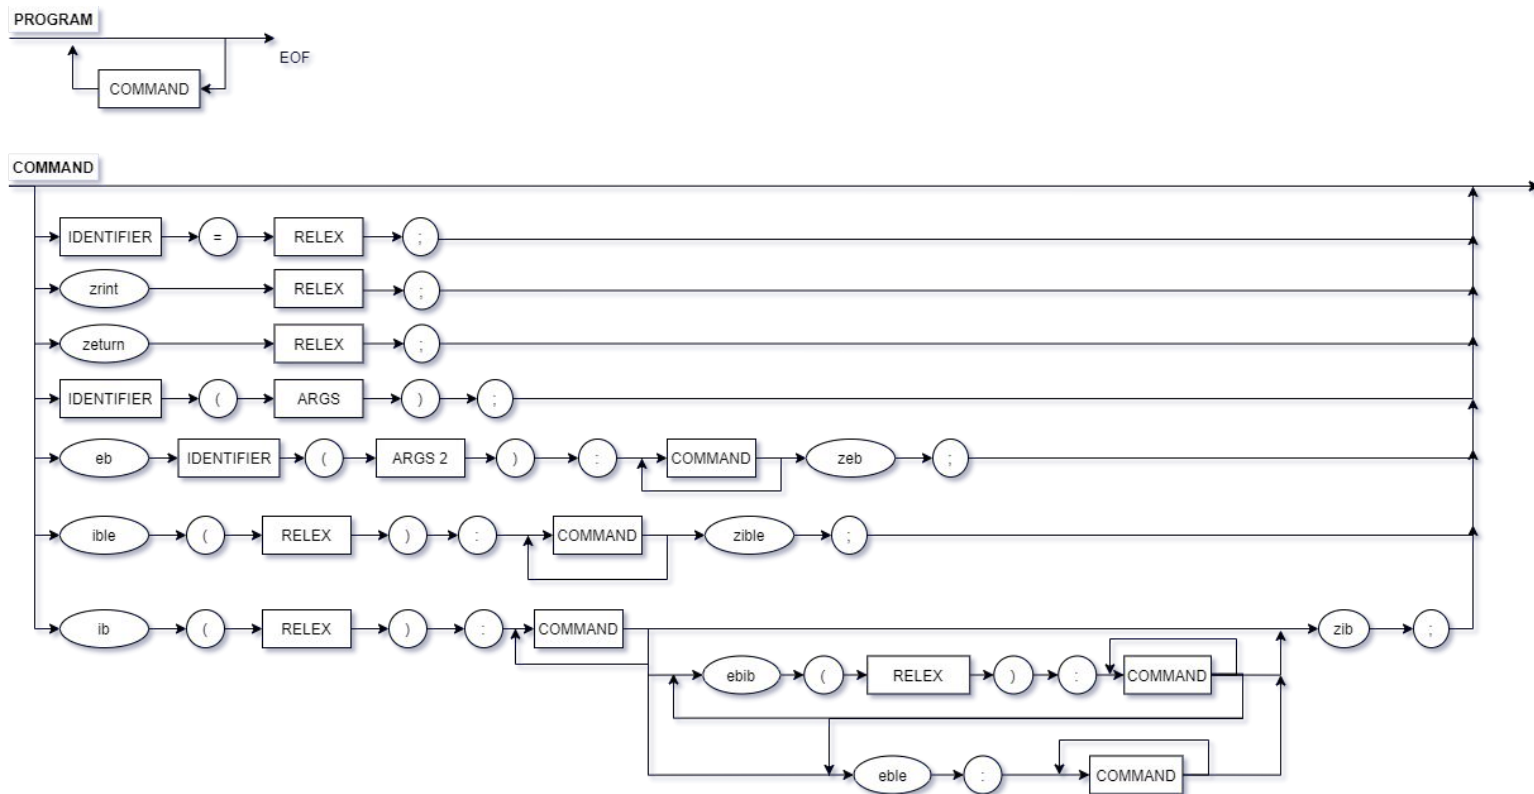 PROGRAM
EOF
COMMAND
COMMAND
IDENTIFIER = RELEX ;
zrint RELEX ;
zeturn RELEX ;
IDENTIFIER ( ARGS ) ;
eb IDENTIFIER ( ARGS 2 ) : COMMAND zeb ;
ible ( RELEX ) : COMMAND zible ;
ib ( RELEX ) : COMMAND zib ;
ebib ( RELEX ) : COMMAND
eble : COMMAND